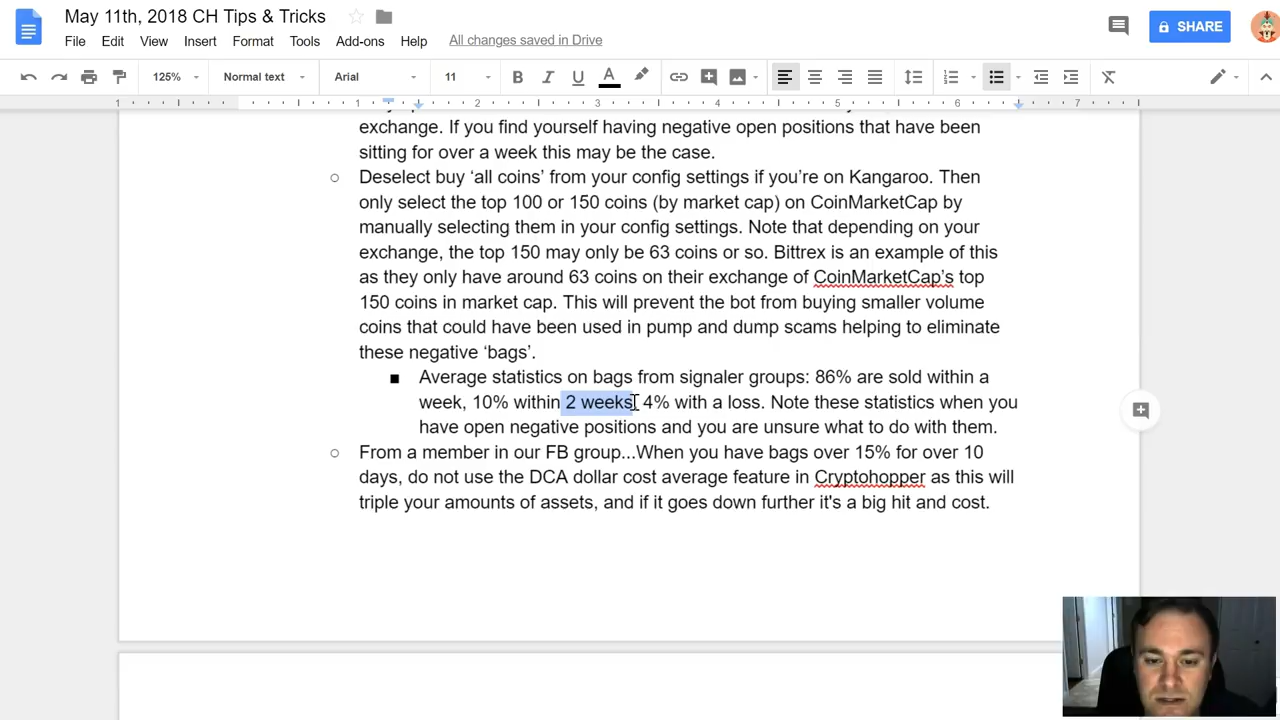 May 11th, 2018 CH Tips & Tricks
SHARE
File Edit View Insert Format Tools Add-ons Help All changes saved in Drive
125% Normal text Arial 11 B I U A
1 1 2 3 4 5 6 7
exchange. If you find yourself having negative open positions that have been
sitting for over a week this may be the case.
Deselect buy ‘all coins’ from your config settings if you’re on Kangaroo. Then
only select the top 100 or 150 coins (by market cap) on CoinMarketCap by
manually selecting them in your config settings. Note that depending on your
exchange, the top 150 may only be 63 coins or so. Bittrex is an example of this
as they only have around 63 coins on their exchange of CoinMarketCap’s top
150 coins in market cap. This will prevent the bot from buying smaller volume
coins that could have been used in pump and dump scams helping to eliminate
these negative ‘bags’.
Average statistics on bags from signaler groups: 86% are sold within a
week, 10% within 2 weeks, 4% with a loss. Note these statistics when you
have open negative positions and you are unsure what to do with them.
From a member in our FB group...When you have bags over 15% for over 10
days, do not use the DCA dollar cost average feature in Cryptohopper as this will
triple your amounts of assets, and if it goes down further it's a big hit and cost.